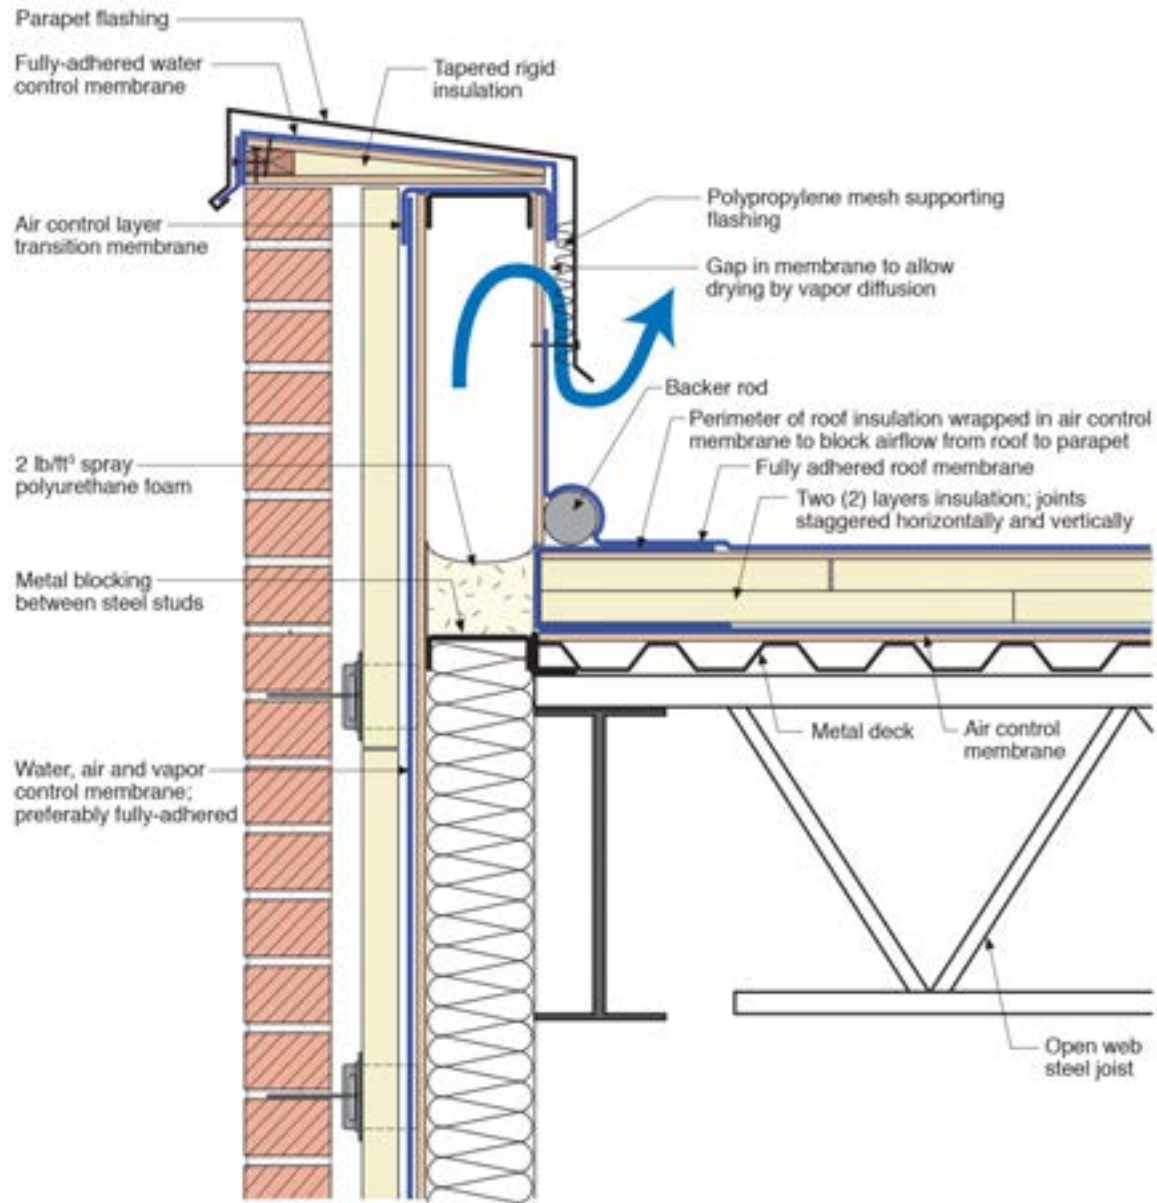 Parapet flashing
Fully-adhered water
control membrane
Tapered rigid
insulation
Air control layer
transition membrane
Polypropylene mesh supporting
flashing
Gap in membrane to allow
drying by vapor diffusion
Backer rod
Perimeter of roof insulation wrapped in air control
membrane to block airflow from roof to parapet
Fully adhered roof membrane
Two (2) layers insulation; joints
staggered horizontally and vertically
2 lb/ft³ spray
polyurethane foam
Metal blocking
between steel studs
Metal deck
Air control
membrane
Water, air and vapor
control membrane;
preferably fully-adhered
Open web
steel joist